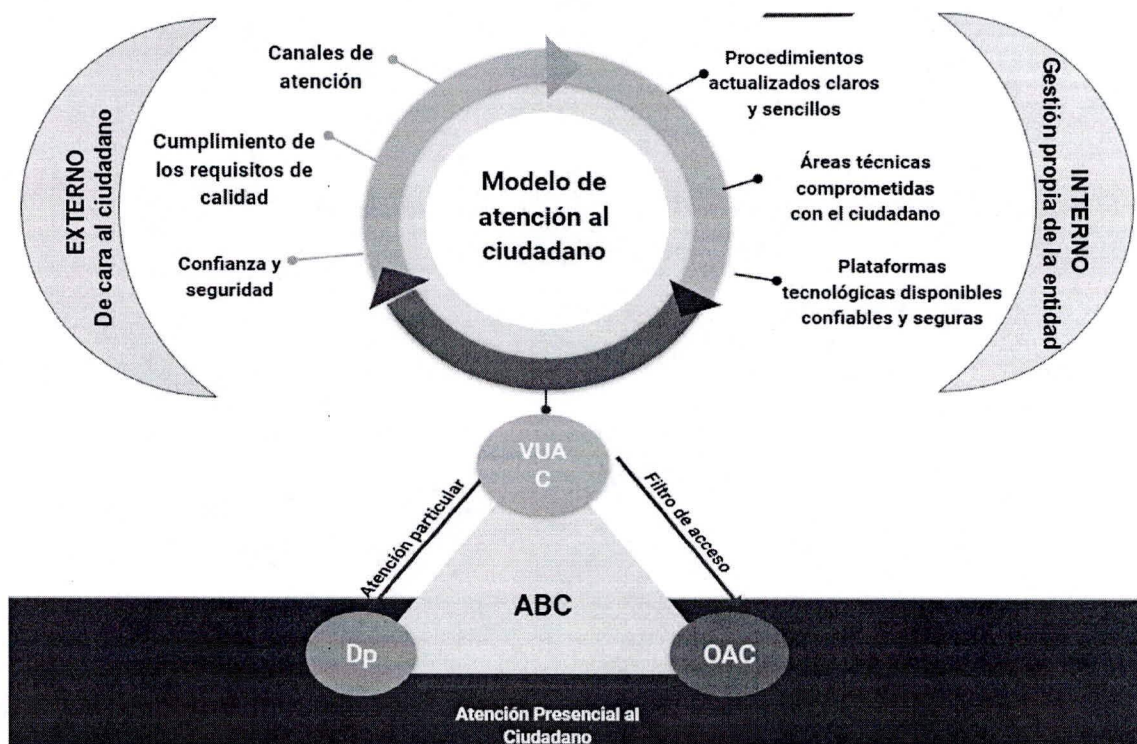 EXTERNO
De cara al ciudadano
Canales de
atención
Cumplimiento de
los requisitos de
calidad
Confianza y
seguridad
Modelo de
atención al
ciudadano
Procedimientos
actualizados claros
y sencillos
Áreas técnicas
comprometidas
con el ciudadano
Plataformas
tecnológicas disponibles
confiables y seguras
INTERNO
Gestión propia de la entidad
VUA
C
Atención particular
Filtro de acceso
ABC
Dp
OAC
Atención Presencial al
Ciudadano